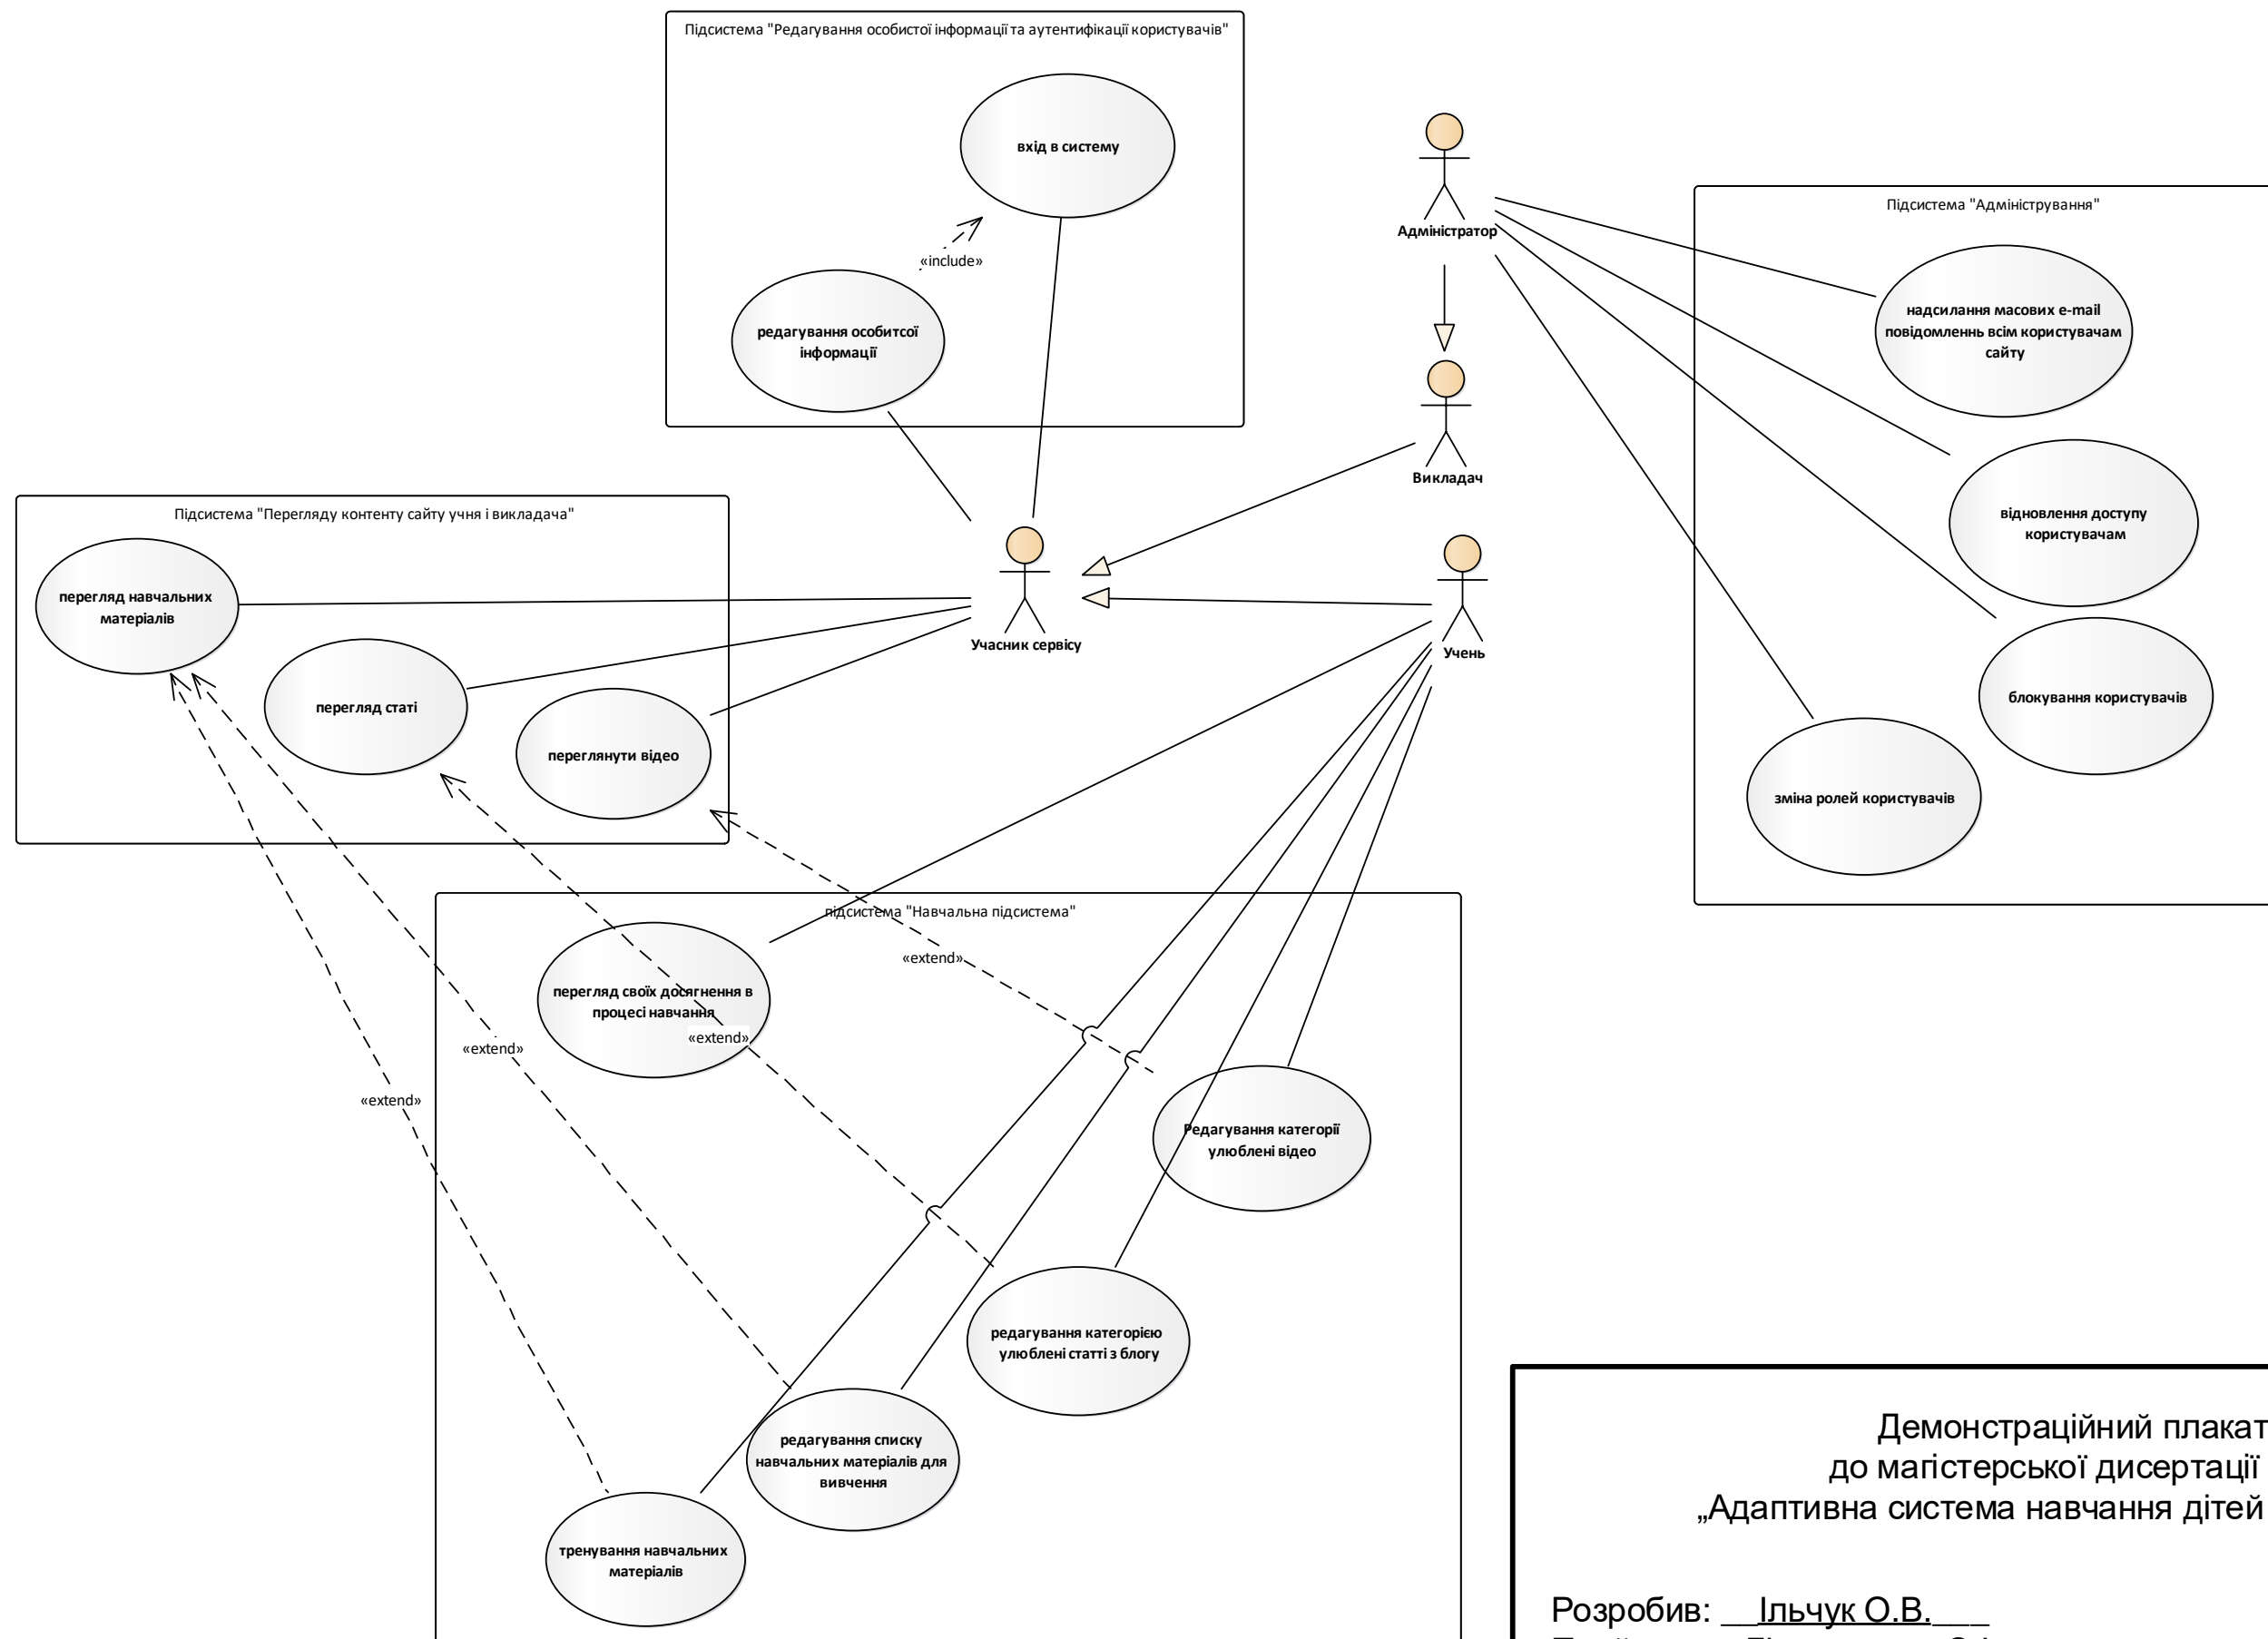 Підсистема "Редагування особистої інформації та аутентифікації користувачів"
вхід в систему
«include»
редагування особитсої
інформації
Адміністратор
Підсистема "Адміністрування"
надсилання масових e-mail
повідомленнь всім користувачам
сайту
Викладач
відновлення доступу
користувачам
блокування користувачів
зміна ролей користувачів
Підсистема "Перегляду контенту сайту учня і викладача"
перегляд навчальних
матеріалів
перегляд статі
переглянути відео
Учасник сервісу
Учень
підсистема "Навчальна підсистема"
«extend»
перегляд своїх досягнення в
процесі навчання
«extend»
«extend»
«extend»
Редагування категорії
улюблені відео
редагування категорією
улюблені статті з блогу
редагування списку
навчальних матеріалів для
вивчення
тренування навчальних
матеріалів
Демонстраційний плакат
до магістерської дисертації
„Адаптивна система навчання дітей
Розробив: __Ільчук О.В.___